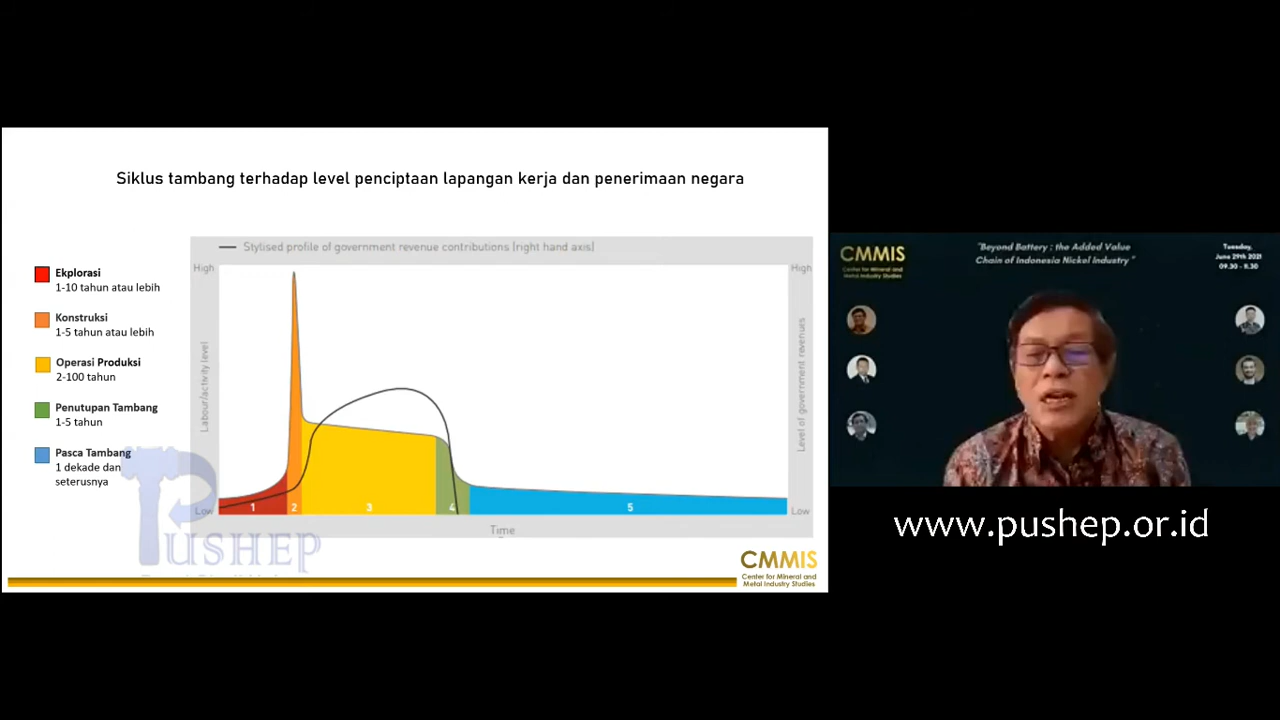 Siklus tambang terhadap level penciptaan lapangan kerja dan penerimaan negara
Stylised profile of government revenue contributions (right hand axis)
Ekplorasi
1-10 tahun atau lebih
Konstruksi
1-5 tahun atau lebih
Operasi Produksi
2-100 tahun
Penutupan Tambang
1-5 tahun
Pasca Tambang
1 dekade dan
seterusnya
High
Labour/activity level
Low
1
2
3
4
5
Time
High
Level of government revenues
Low
PUSHEP
CMMIS
Center for Mineral and
Metal Industry Studies
CMMIS
Center for Mineral and
Metal Industry Studies
"Beyond Battery : the Added Value
Chain of Indonesia Nickel Industry "
Tuesday,
June 29th 2021
09.30 - 11.30
www.pushep.or.id